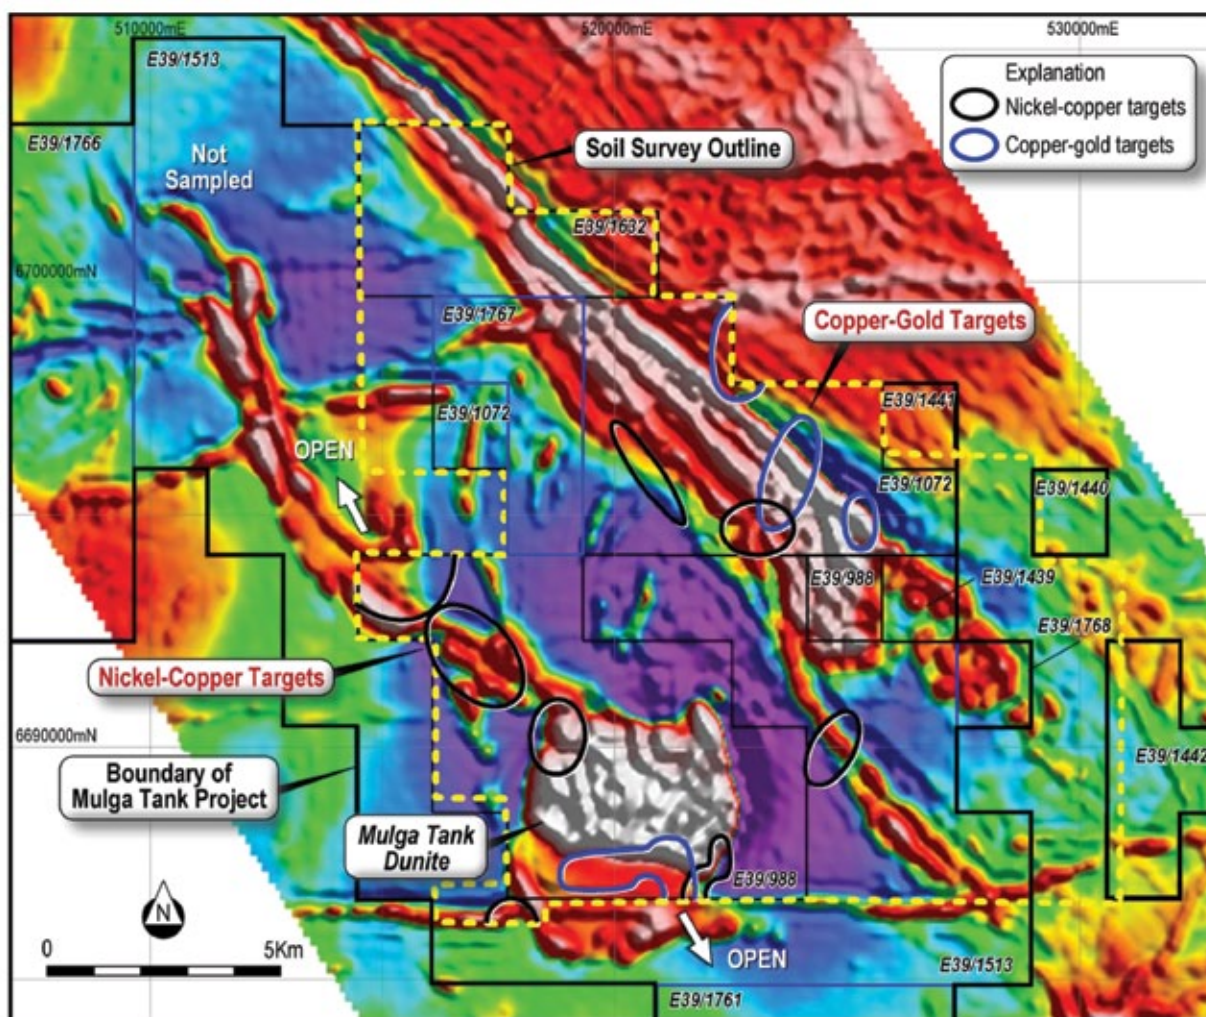 510000mE
520000mE
530000mE
E39/1513
Explanation
Nickel-copper targets
Copper-gold targets
E39/1766
Not
Sampled
Soil Survey Outline
E39/1632
6700000mN
E39/1767
Copper-Gold Targets
E39/1072
E39/1441
OPEN
E39/1072
E39/1440
E39/988
E39/1439
E39/1768
Nickel-Copper Targets
6690000mN
E39/1442
Boundary of
Mulga Tank Project
Mulga Tank
Dunite
E39/988
N
0
5Km
OPEN
E39/1513
E39/1761